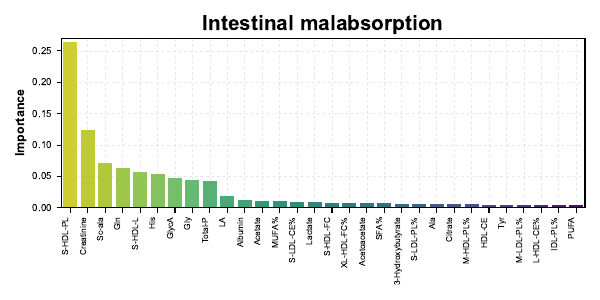 Intestinal malabsorption
Importance
0.25
0.20
0.15
0.10
0.05
0.00
S-HDL-PL
Creatinine
Sc-ala
Gln
S-HDL-L
His
GlycA
Gly
Total-P
LA
Albumin
Acetate
MUFA%
S-LDL-CE%
Lactate
S-HDL-FC
XL-HDL-FC%
Acetoacetate
SFA%
3-Hydroxybutyrate
S-LDL-PL%
Ala
Citrate
M-HDL-PL%
HDL-CE
Tyr
M-LDL-PL%
L-HDL-CE%
IDL-PL%
PUFA